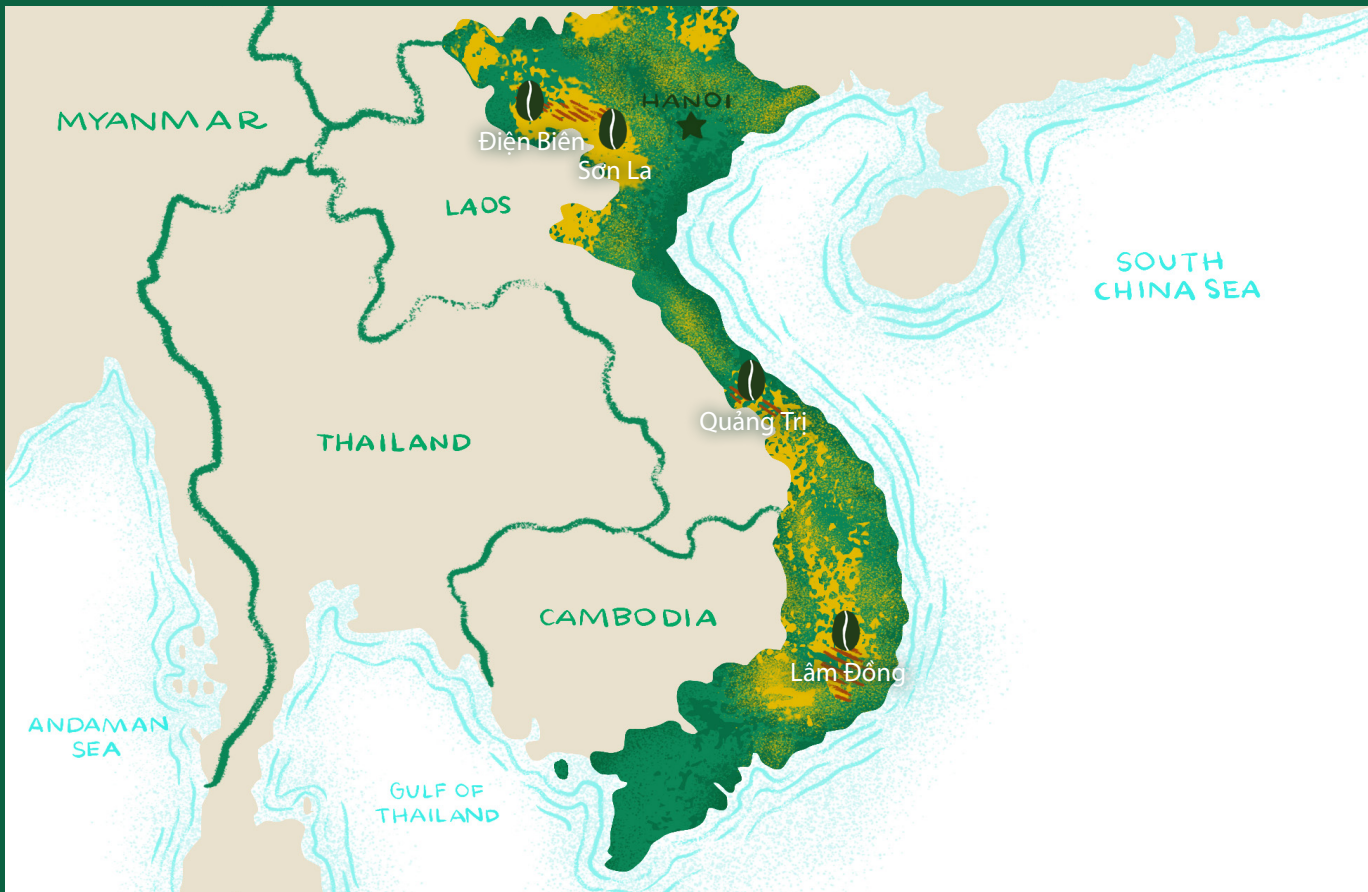 HANOI
MYANMAR
Điện Biên
Sơn La
LAOS
SOUTH
CHINA SEA
Quảng Trị
THAILAND
CAMBODIA
Lâm Đồng
ANDAMAN
SEA
GULF OF
THAILAND